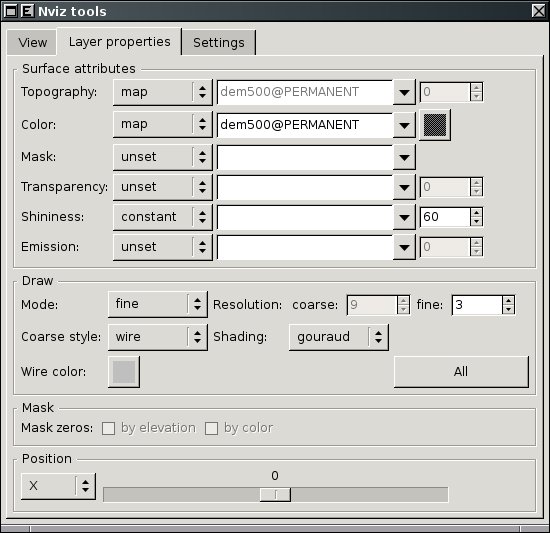 Nviz tools
View Layer properties Settings
Surface attributes
Topography: map dem500@PERMANENT 0
Color: map dem500@PERMANENT
Mask: unset
Transparency: unset 0
Shininess: constant 60
Emission: unset 0
Draw
Mode: fine Resolution: coarse: 9 fine: 3
Coarse style: wire Shading: gouraud
Wire color: All
Mask
Mask zeros: by elevation by color
Position
0
X